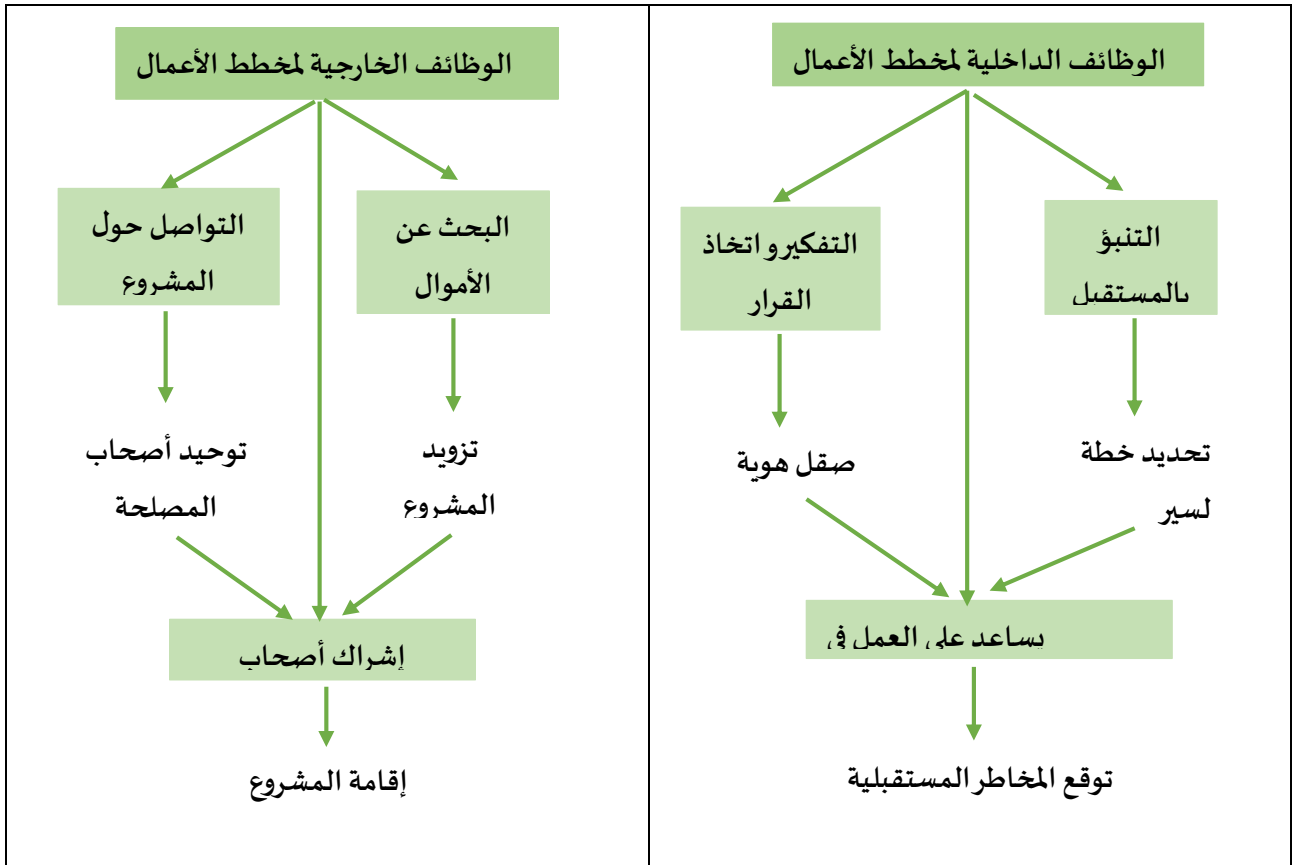 الوظائف الداخلية لمخطط الأعمال
التنبؤ
بالمستقبل
التفكير و اتخاذ
القرار
تحديد خطة
لسير
صقل هوية
يساعد على العمل في
توقع المخاطر المستقبلية
الوظائف الخارجية لمخطط الأعمال
البحث عن
الأموال
التواصل حول
المشروع
تزويد
المشروع
توحيد أصحاب
المصلحة
إشراك أصحاب
إقامة المشروع